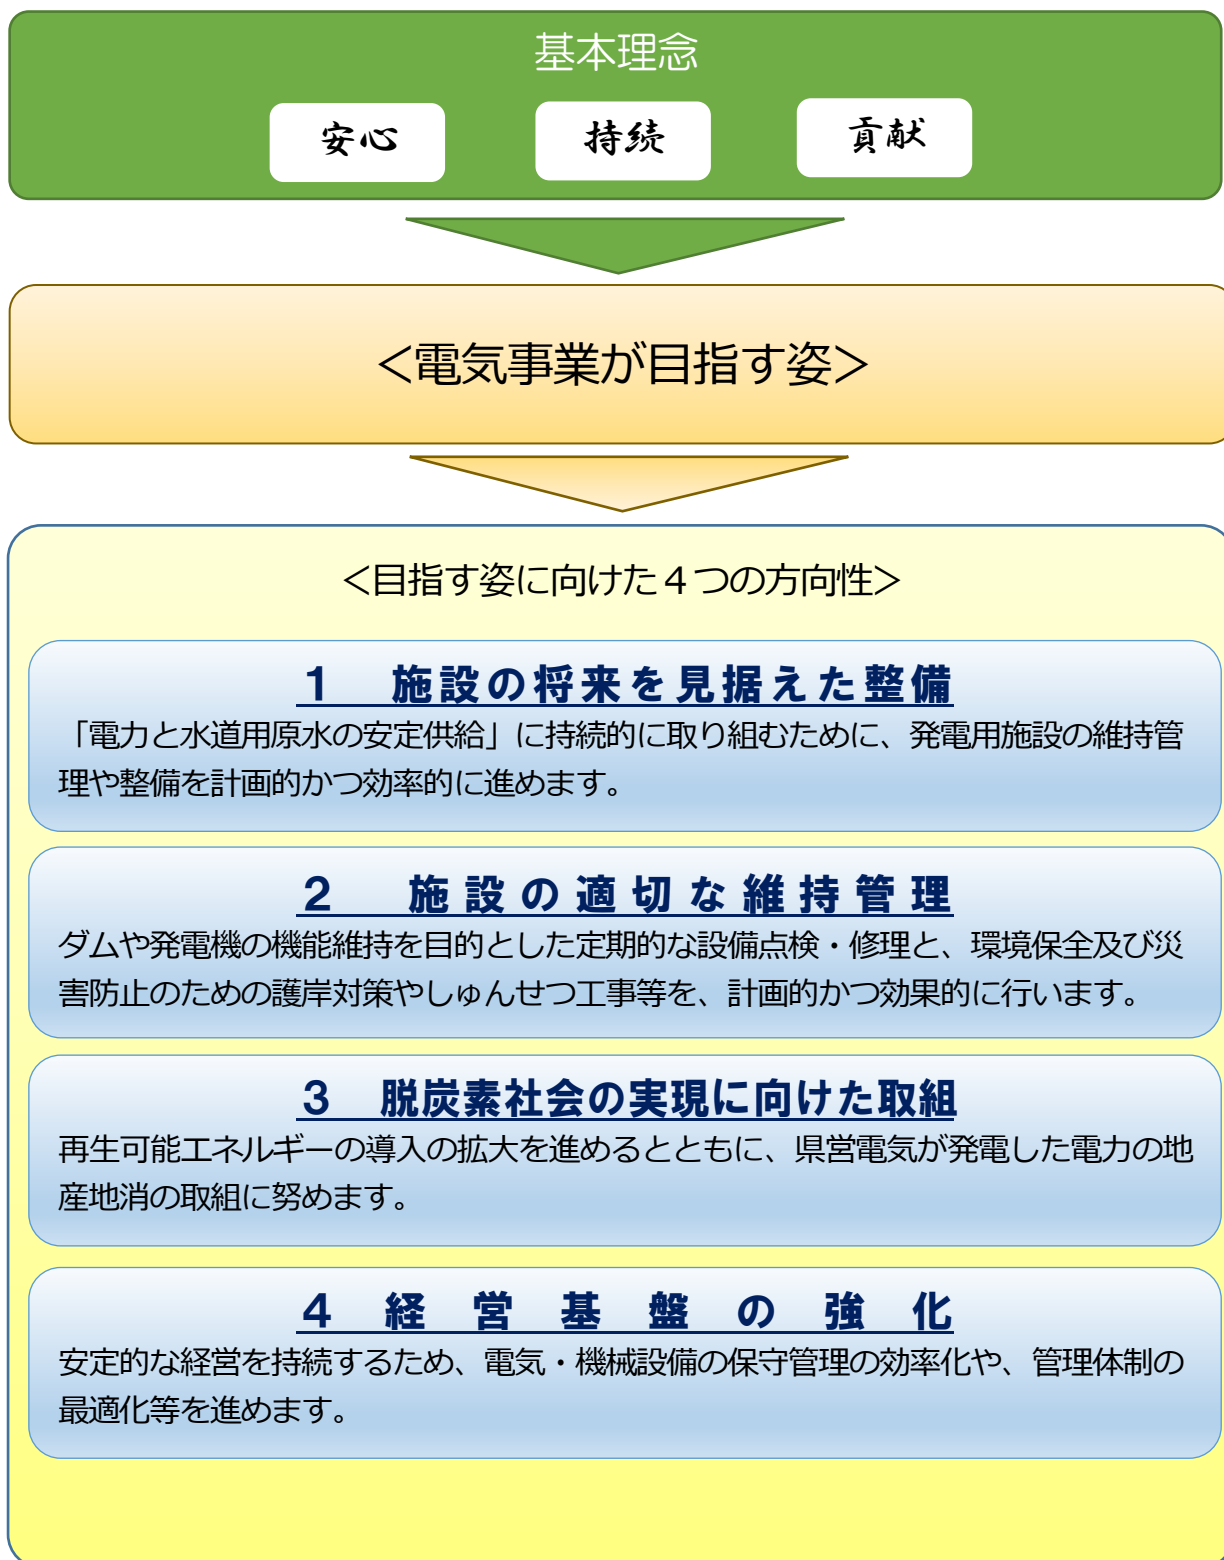 基本理念
安心 持続 貢献
＜電気事業が目指す姿＞
＜目指す姿に向けた４つの方向性＞
１　施設の将来を見据えた整備
「電力と水道用原水の安定供給」に持続的に取り組むために、発電用施設の維持管
理や整備を計画的かつ効率的に進めます。
２　施設の適切な維持管理
ダムや発電機の機能維持を目的とした定期的な設備点検・修理と、環境保全及び災
害防止のための護岸対策やしゅんせつ工事等を、計画的かつ効果的に行います。
３　脱炭素社会の実現に向けた取組
再生可能エネルギーの導入の拡大を進めるとともに、県営電気が発電した電力の地
産地消の取組に努めます。
４　経営基盤の強化
安定的な経営を持続するため、電気・機械設備の保守管理の効率化や、管理体制の
最適化等を進めます。